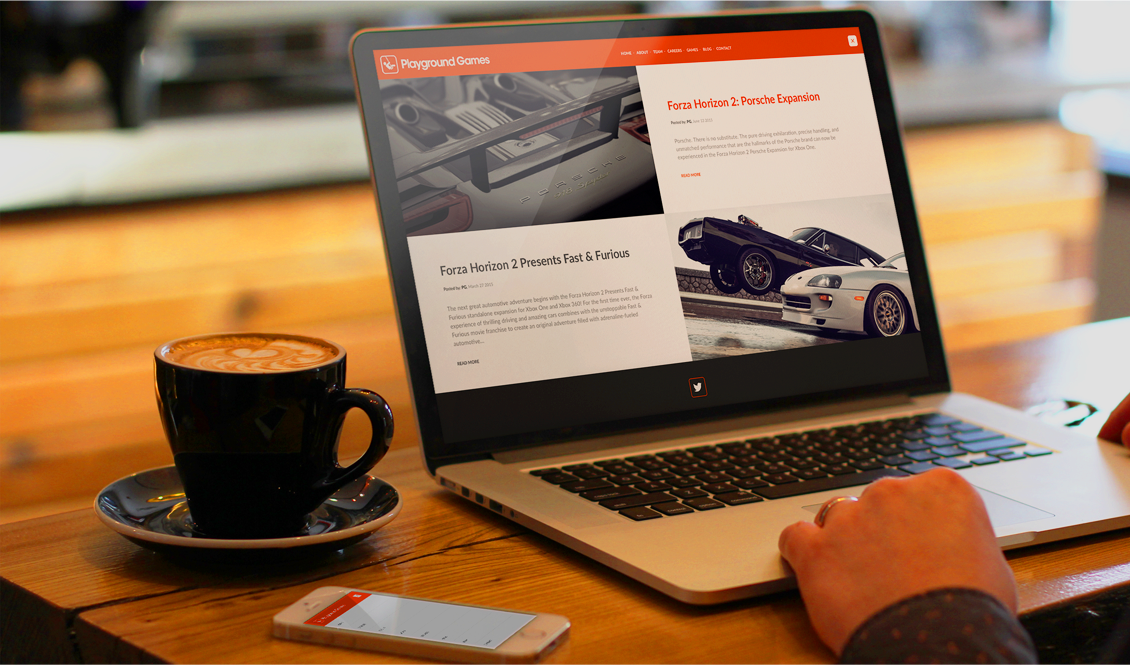 Playground Games
HOME · ABOUT · TEAM · CAREERS · GAMES · BLOG · CONTACT
PORSCHE
Forza Horizon 2: Porsche Expansion
Posted by PG, June 10 2015
Porsche. There is no substitute. The pure driving exhilaration, precise handling, and
unmatched performance that are the hallmarks of the Porsche brand can now be
experienced in the Forza Horizon 2 Porsche Expansion for Xbox One.
READ MORE
Forza Horizon 2 Presents Fast & Furious
Posted by PG, March 27 2015
The next great automotive adventure begins with the Forza Horizon 2 Presents Fast &
Furious standalone expansion for Xbox One and Xbox 360! For the first time ever, the Forza
experience of thrilling driving and amazing cars combines with the unstoppable Fast &
Furious movie franchise to create an original adventure filled with adrenaline-fueled
automotive...
READ MORE